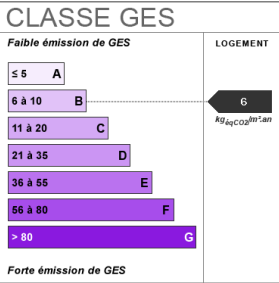 CLASSE GES
Faible émission de GES
LOGEMENT
≤ 5 A
6 à 10 B
6
11 à 20 C
kgéqCO2/m².an
21 à 35 D
36 à 55 E
56 à 80 F
> 80 G
Forte émission de GES